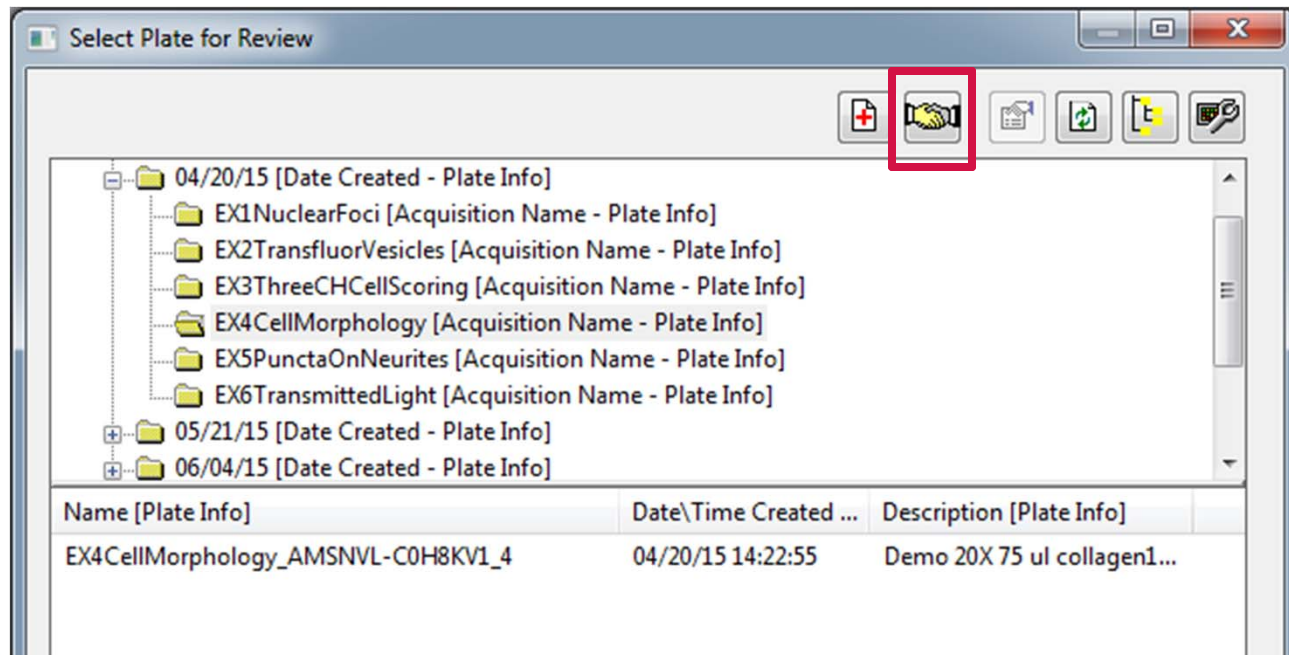 Select Plate for Review
04/20/15 [Date Created - Plate Info]
EX1NuclearFoci [Acquisition Name - Plate Info]
EX2TransfluorVesicles [Acquisition Name - Plate Info]
EX3ThreeCHCellScoring [Acquisition Name - Plate Info]
EX4CellMorphology [Acquisition Name - Plate Info]
EX5PunctaOnNeurites [Acquisition Name - Plate Info]
EX6TransmittedLight [Acquisition Name - Plate Info]
05/21/15 [Date Created - Plate Info]
06/04/15 [Date Created - Plate Info]
Name [Plate Info] Date\Time Created ... Description [Plate Info]
EX4CellMorphology_AMSNVL-C0H8KV1_4 04/20/15 14:22:55 Demo 20X 75 ul collagen1...